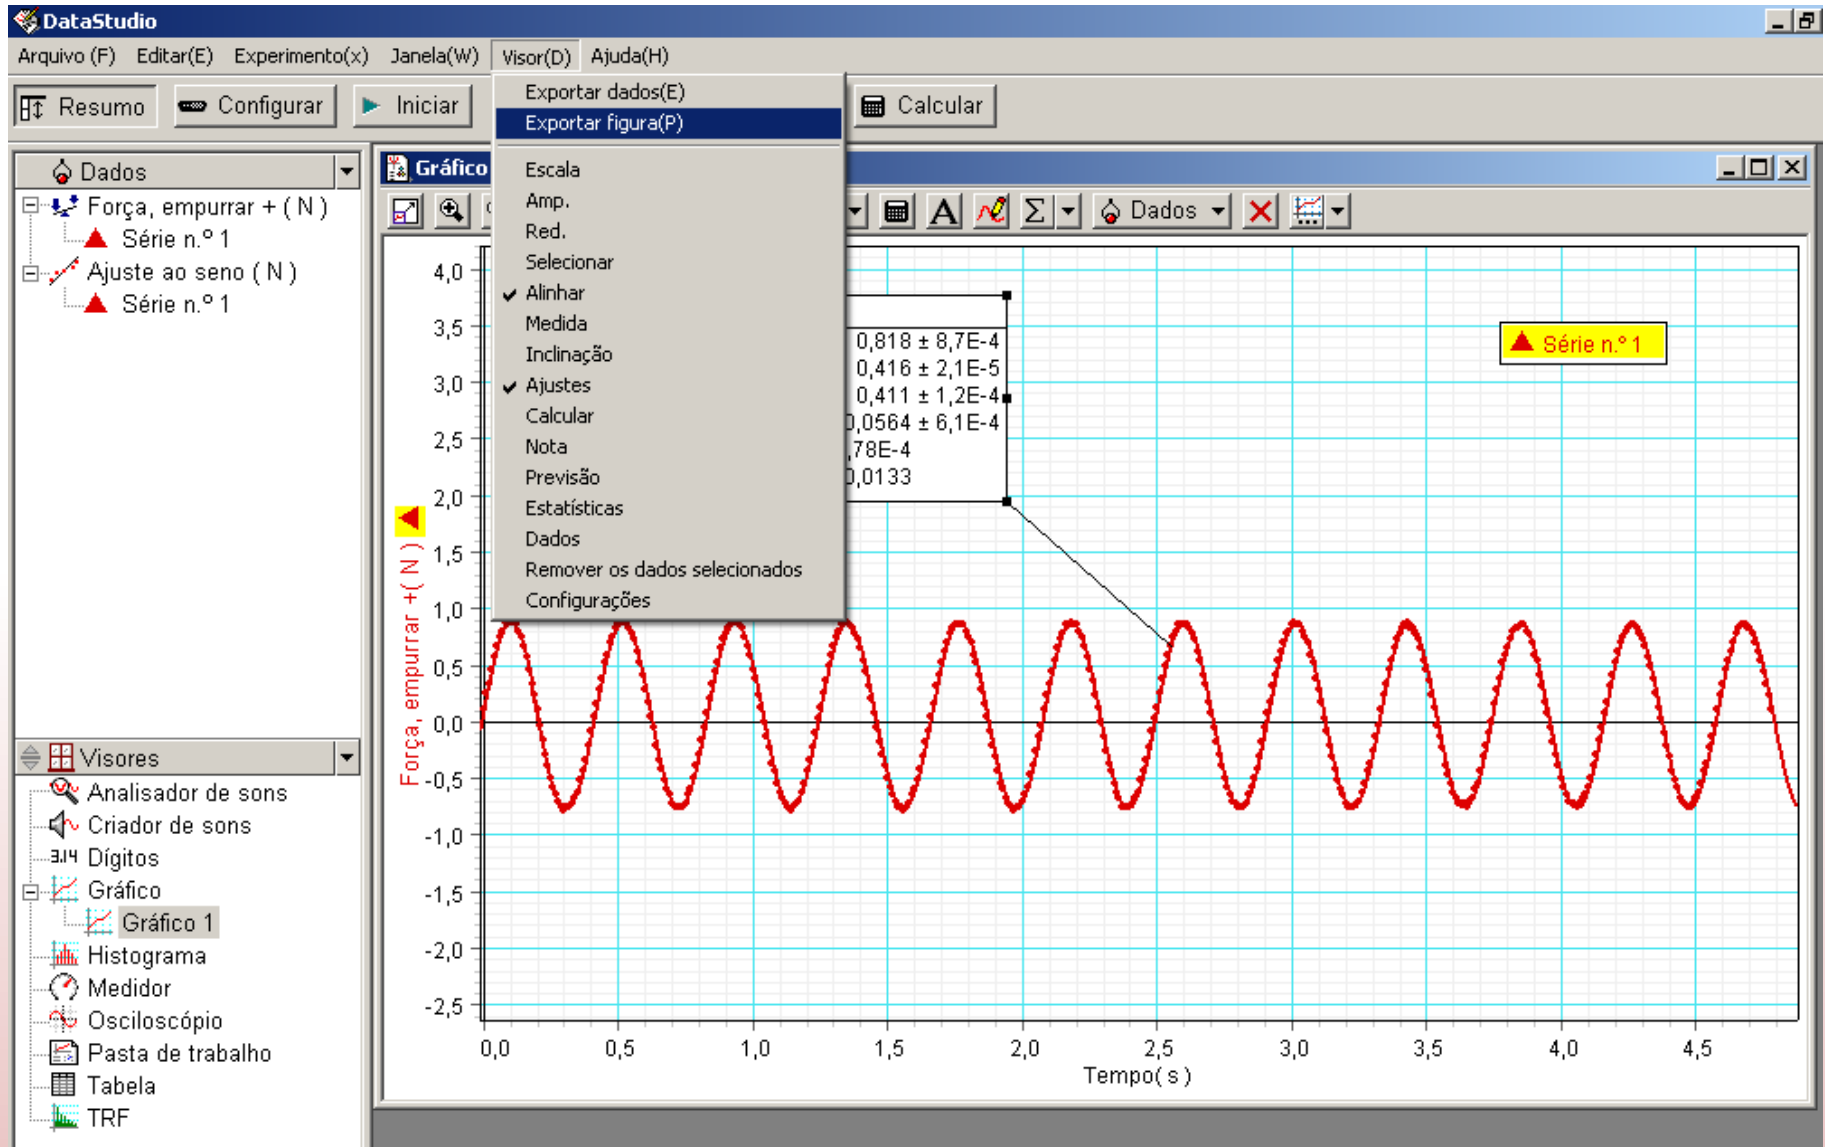 DataStudio
Arquivo (F) Editar(E) Experimento(x) Janela(W) Visor(D) Ajuda(H)
Resumo Configurar Iniciar Calcular
Exportar dados(E)
Exportar figura(P)
Escala
Amp.
Red.
Selecionar
Alinhar
Medida
Inclinação
Ajustes
Calcular
Nota
Previsão
Estatísticas
Dados
Remover os dados selecionados
Configurações
Dados
Força, empurrar + ( N )
Série n.º 1
Ajuste ao seno ( N )
Série n.º 1
Visores
Analisador de sons
Criador de sons
3.14 Dígitos
Gráfico
Gráfico 1
Histograma
Medidor
Osciloscópio
Pasta de trabalho
Tabela
TRF
Gráfico
A Σ Dados
0,818 ± 8,7E-4
0,416 ± 2,1E-5
0,411 ± 1,2E-4
0,0564 ± 6,1E-4
,78E-4
0,0133
Série n.º 1
Força, empurrar +( N )
4,0
3,5
3,0
2,5
2,0
1,5
1,0
0,5
0,0
-0,5
-1,0
-1,5
-2,0
-2,5
0,0 0,5 1,0 1,5 2,0 2,5 3,0 3,5 4,0 4,5
Tempo( s )